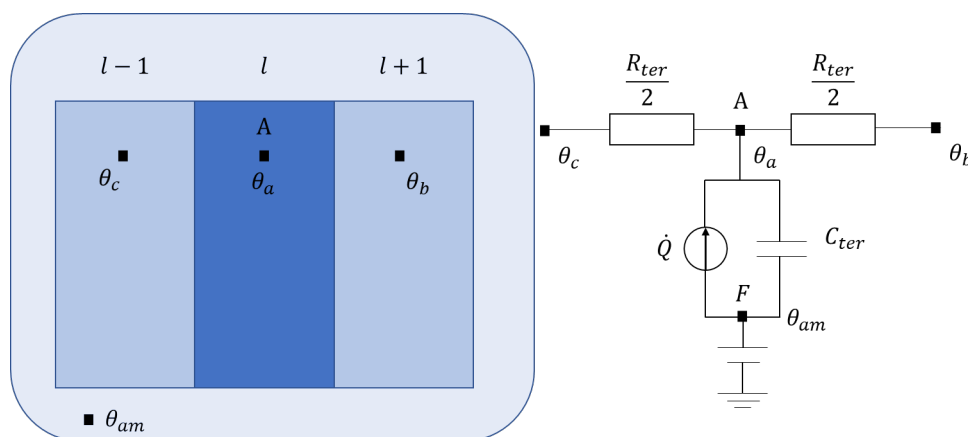 l − 1
l
l + 1
A
θ_c
θ_a
θ_b
θ_am
R_ter/2
A
R_ter/2
θ_c
θ_a
θ_b
Q̇
C_ter
F
θ_am